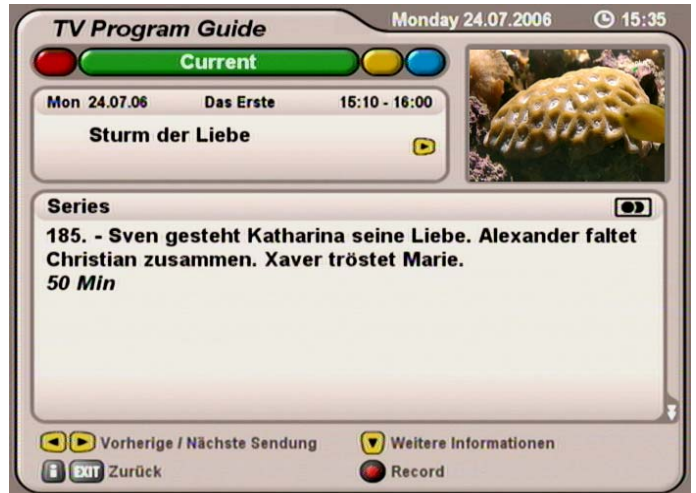 TV Program Guide
Monday 24.07.2006 15:35
Current
Mon 24.07.06 Das Erste 15:10 - 16:00
Sturm der Liebe
Series
185. - Sven gesteht Katharina seine Liebe. Alexander faltet
Christian zusammen. Xaver tröstet Marie.
50 Min
Vorherige / Nächste Sendung
Weitere Informationen
i EXIT Zurück
Record